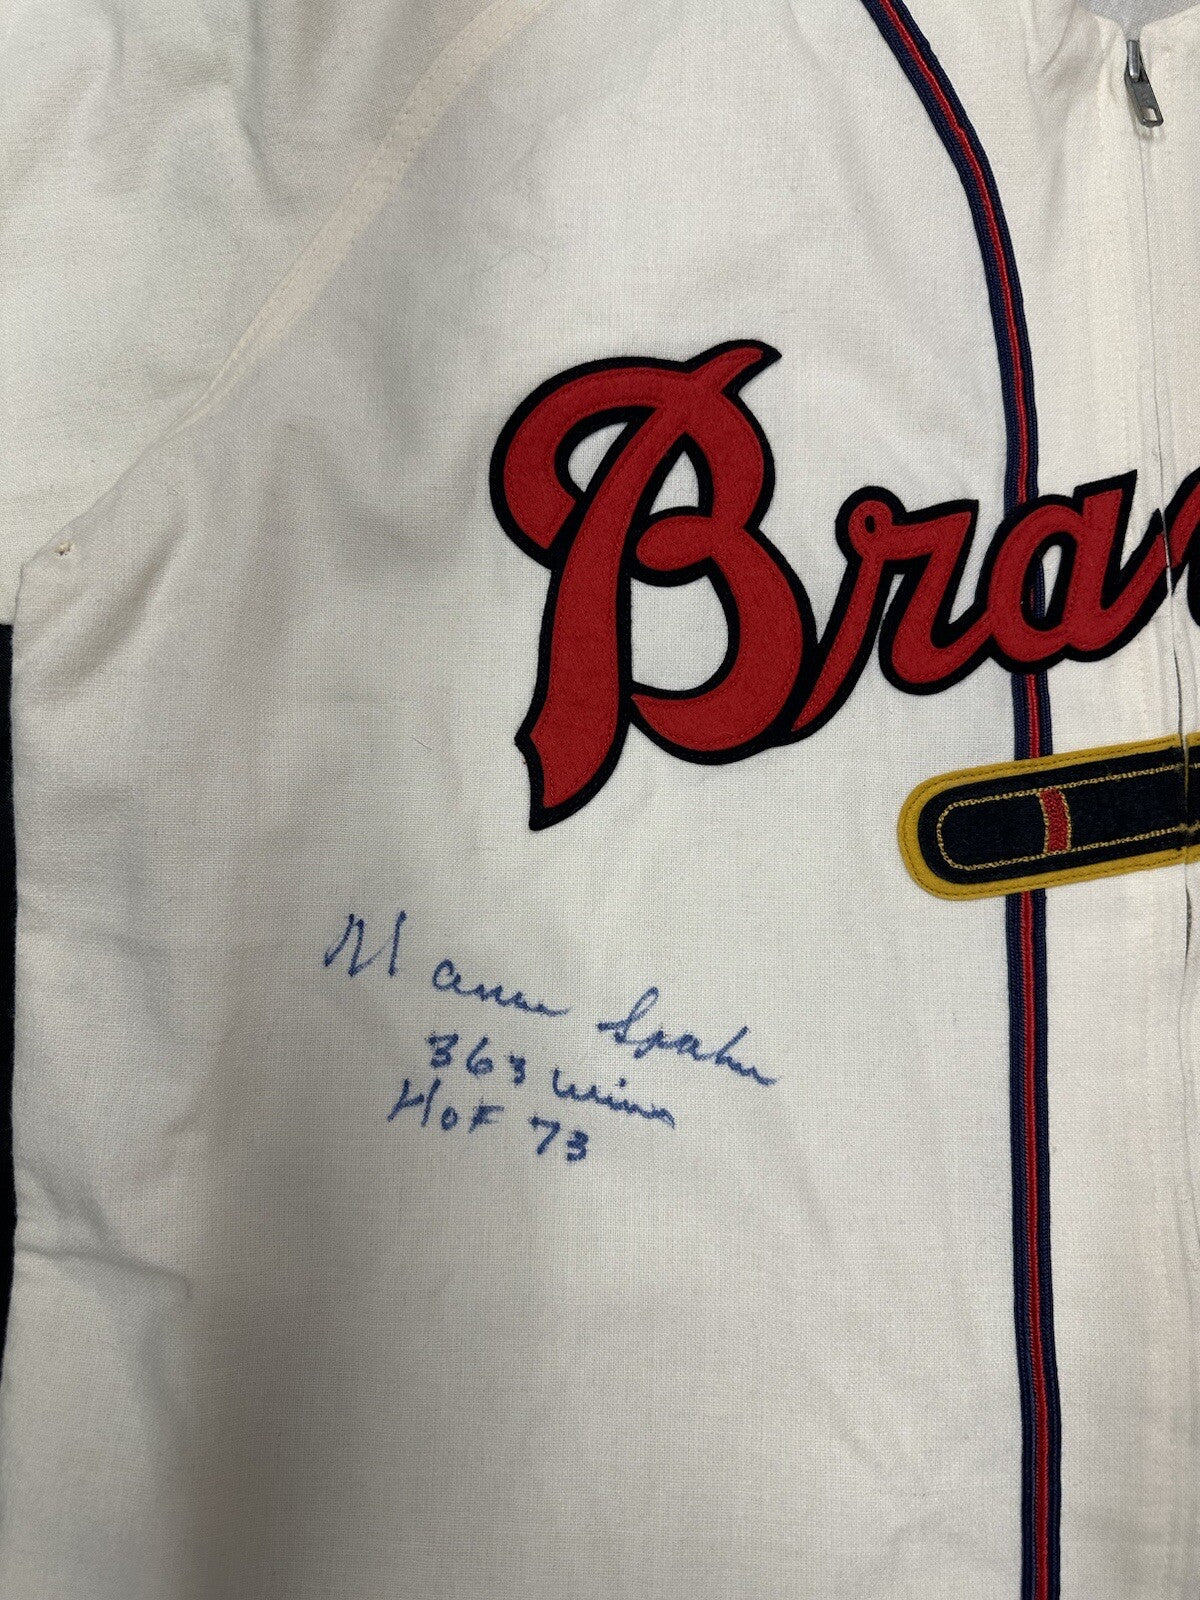 Bra
Warren Spahn
363 wins
HOF 73